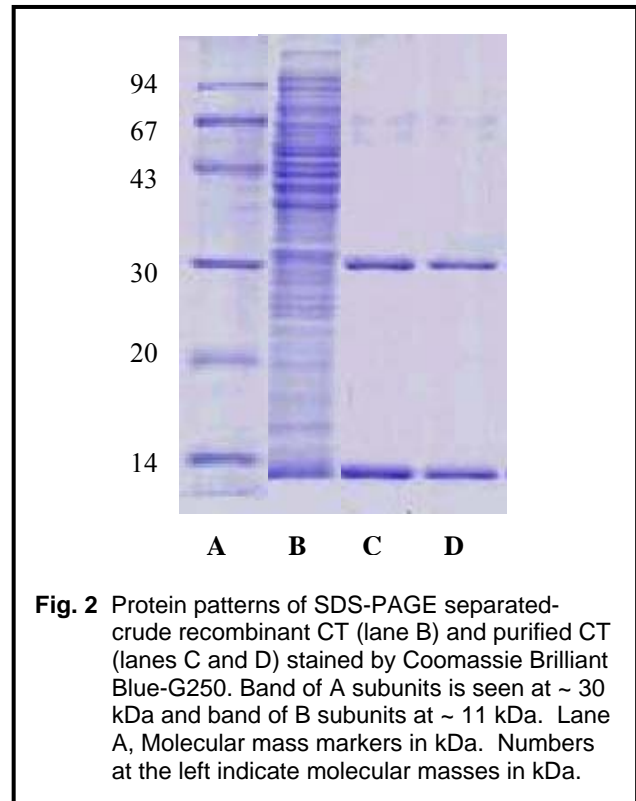 94
67
43
30
20
14
A B C D
Fig. 2 Protein patterns of SDS-PAGE separated-
crude recombinant CT (lane B) and purified CT
(lanes C and D) stained by Coomassie Brilliant
Blue-G250. Band of A subunits is seen at ~ 30
kDa and band of B subunits at ~ 11 kDa. Lane
A, Molecular mass markers in kDa. Numbers
at the left indicate molecular masses in kDa.